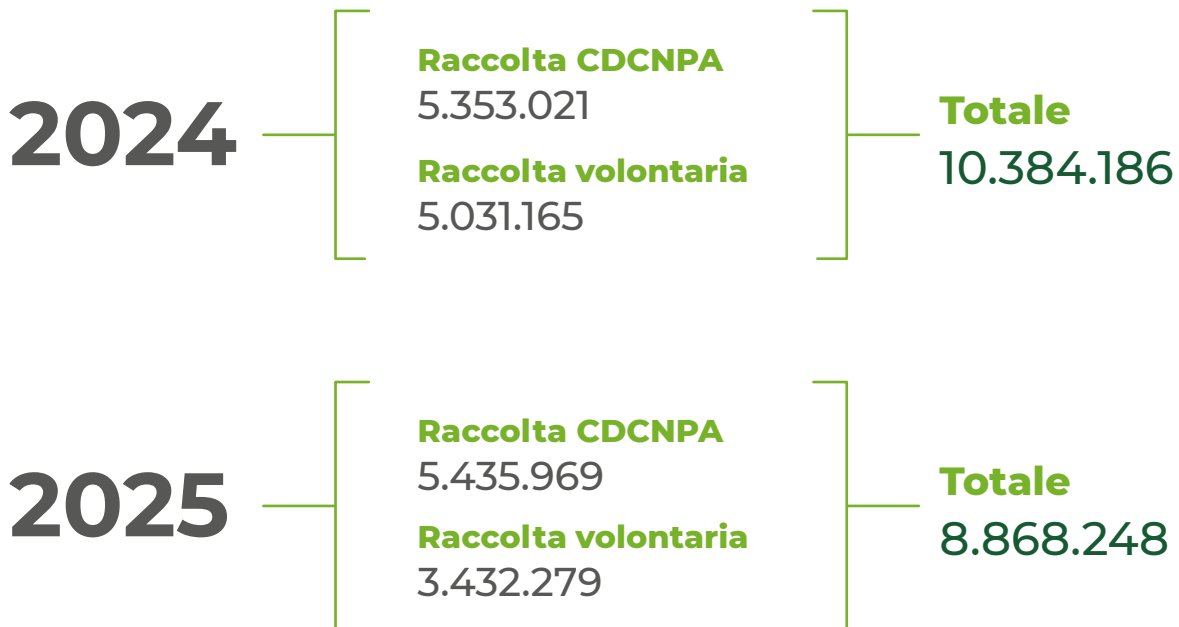 2024
Raccolta CDCNPA
5.353.021
Raccolta volontaria
5.031.165
Totale
10.384.186
2025
Raccolta CDCNPA
5.435.969
Raccolta volontaria
3.432.279
Totale
8.868.248